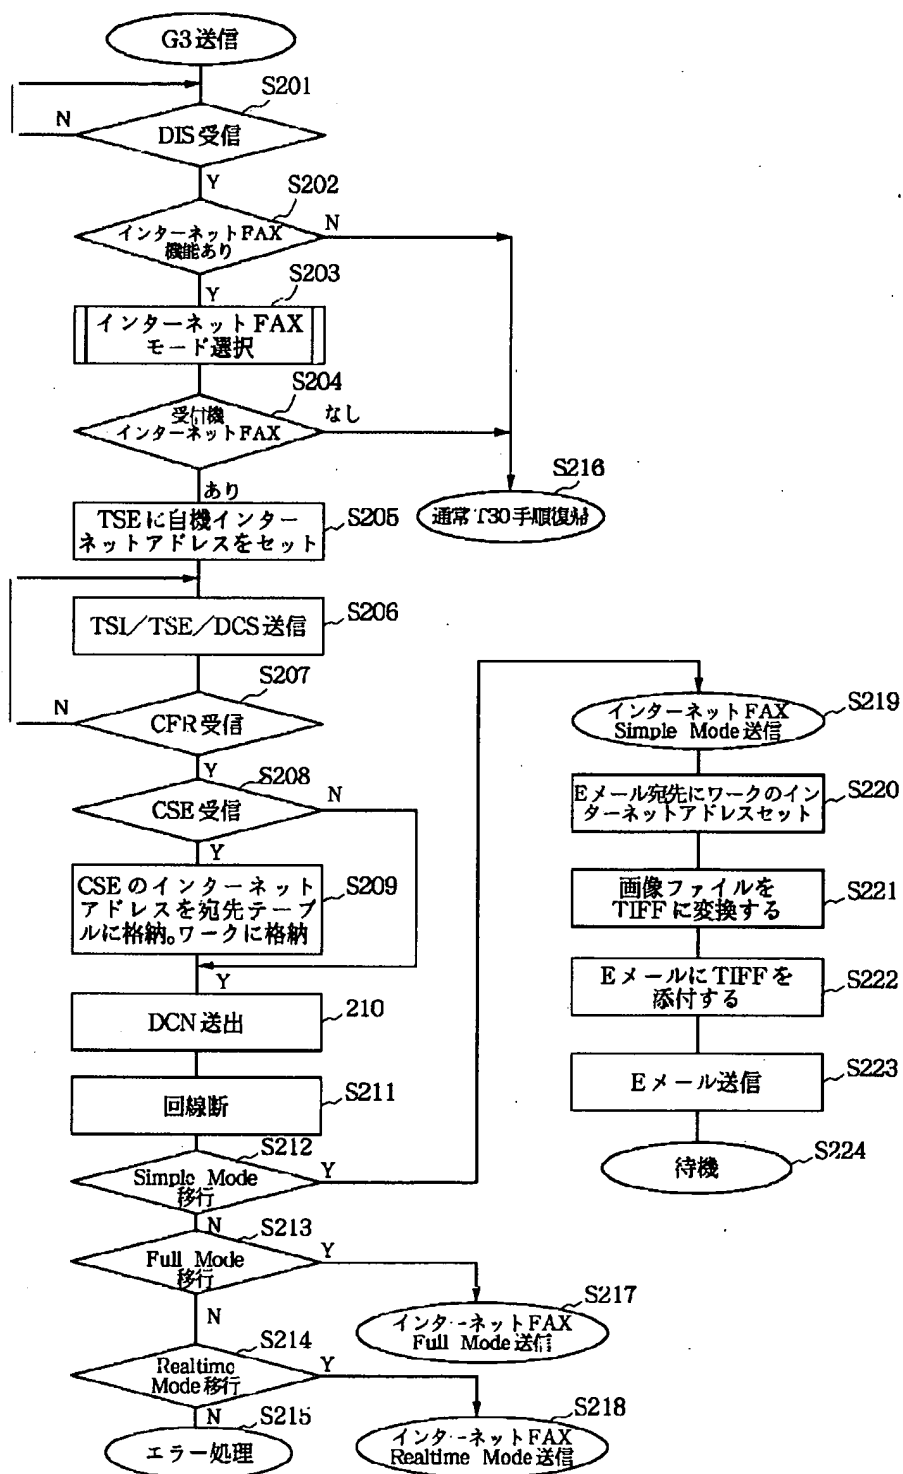 G3送信
S201
N
DIS受信
Y
S202
インターネットFAX
機能あり
N
Y
S203
インターネットFAX
モード選択
S204
受付機
インターネットFAX
なし
あり
S216
通常T30手順復帰
TSEに自機インター
ネットアドレスをセット
S205
TSI/TSE/DCS送信
S206
S207
N
CFR受信
Y
S208
CSE受信
N
Y
CSEのインターネット
アドレスを宛先テーブ
ルに格納。ワークに格納
S209
Y
DCN送出
210
回線断
S211
S212
Simple Mode
移行
Y
N
S213
Full Mode
移行
Y
N
S217
インターネットFAX
Full Mode送信
S214
Realtime
Mode移行
Y
N
S215
エラー処理
S218
インターネットFAX
Realtime Mode送信
インターネットFAX
Simple Mode送信
S219
Eメール宛先にワークのイン
ターネットアドレスセット
S220
画像ファイルを
TIFFに変換する
S221
EメールにTIFFを
添付する
S222
Eメール送信
S223
待機
S224